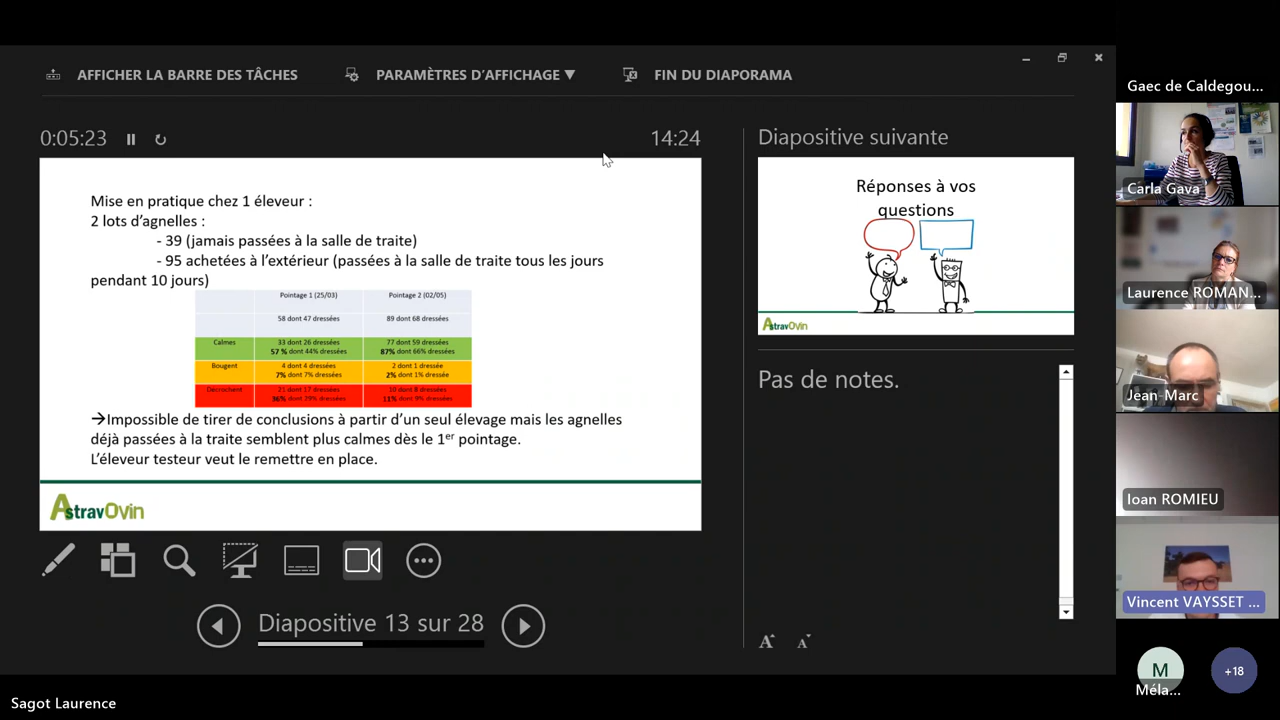 AFFICHER LA BARRE DES TÂCHES
PARAMÈTRES D'AFFICHAGE ▼
FIN DU DIAPORAMA
0:05:23
14:24
Mise en pratique chez 1 éleveur :
2 lots d'agnelles :
- 39 (jamais passées à la salle de traite)
- 95 achetées à l'extérieur (passées à la salle de traite tous les jours
pendant 10 jours)
Pointage 1 (25/03) Pointage 2 (02/05)
58 dont 47 dressées 89 dont 68 dressées
Calmes 33 dont 26 dressées 77 dont 59 dressées
57 % dont 44% dressées 87% dont 66% dressées
Bougent 4 dont 4 dressées 2 dont 1 dressée
7% dont 7% dressées 2% dont 1% dressée
Décrochent 21 dont 17 dressées 10 dont 8 dressées
36% dont 29% dressées 11% dont 9% dressées
→Impossible de tirer de conclusions à partir d'un seul élevage mais les agnelles
déjà passées à la traite semblent plus calmes dès le 1er pointage.
L'éleveur testeur veut le remettre en place.
AstravOvin
Diapositive 13 sur 28
Diapositive suivante
Réponses à vos
questions
AstravOvin
Pas de notes.
A A
Gaec de Caldegou...
Carla Gava
Laurence ROMAN...
Jean-Marc
Ioan ROMIEU
Vincent VAYSSET ...
M
Méla...
+18
Sagot Laurence